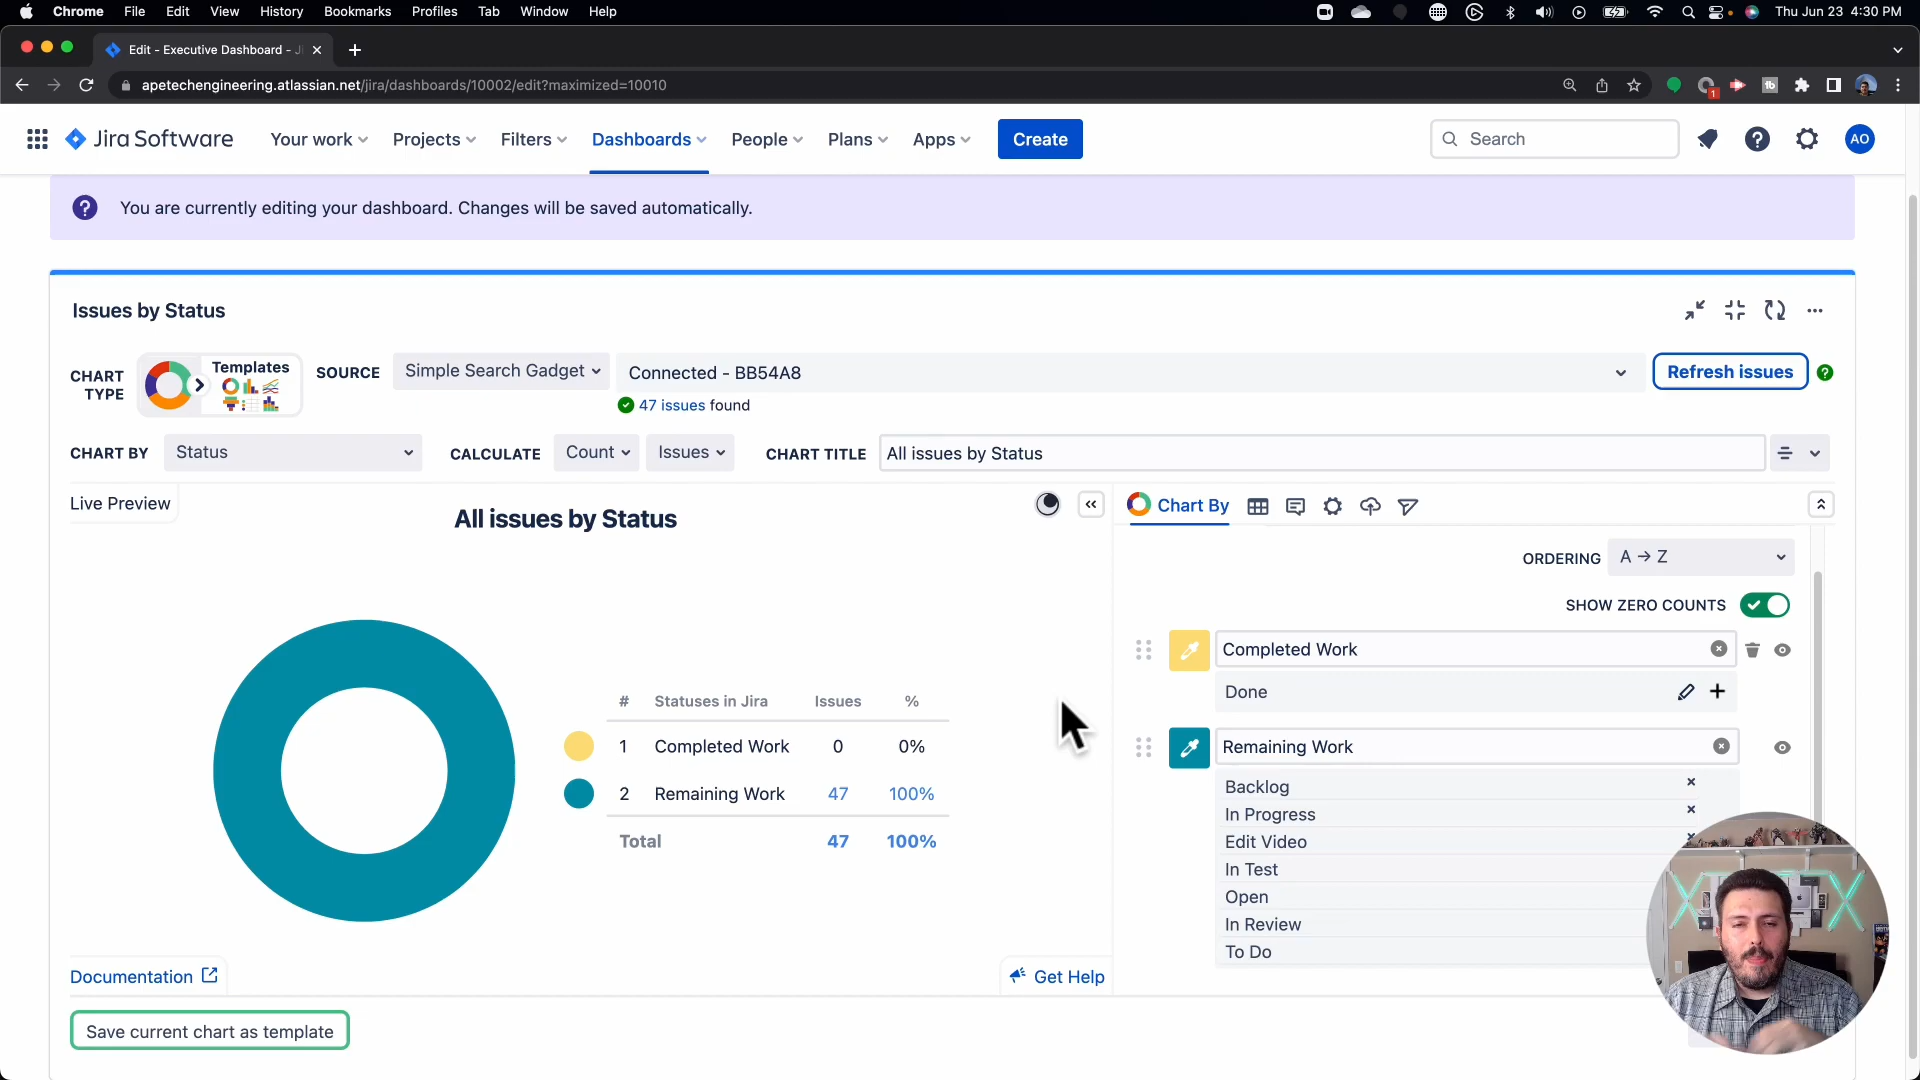 Chrome File Edit View History Bookmarks Profiles Tab Window Help Thu Jun 23 4:30 PM
Edit - Executive Dashboard - Ji
apetechengineering.atlassian.net/jira/dashboards/10002/edit?maximized=10010
1
tb
Jira Software Your work Projects Filters Dashboards People Plans Apps Create Search AO
You are currently editing your dashboard. Changes will be saved automatically.
Issues by Status
CHART TYPE Templates SOURCE Simple Search Gadget Connected - BB54A8 Refresh issues
47 issues found
CHART BY Status CALCULATE Count Issues CHART TITLE All issues by Status
Live Preview
All issues by Status
# Statuses in Jira Issues %
1 Completed Work 0 0%
2 Remaining Work 47 100%
Total 47 100%
Documentation
Get Help
Chart By
ORDERING A → Z
SHOW ZERO COUNTS
Completed Work
Done
Remaining Work
Backlog
In Progress
Edit Video
In Test
Open
In Review
To Do
Save current chart as template